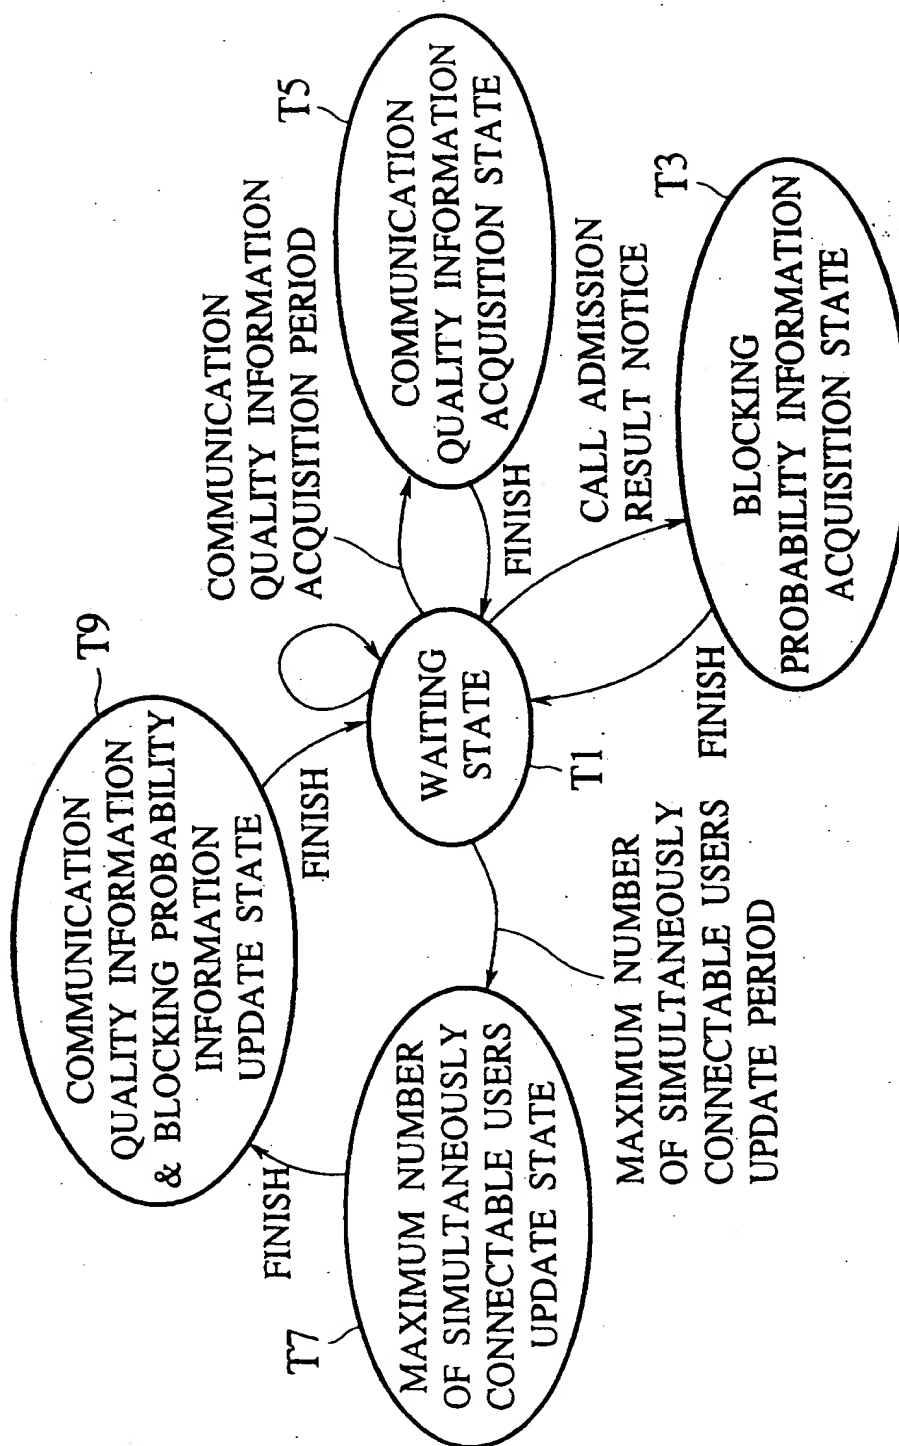 T9
COMMUNICATION
QUALITY INFORMATION
& BLOCKING PROBABILITY
INFORMATION
UPDATE STATE
COMMUNICATION
QUALITY INFORMATION
ACQUISITION PERIOD
T5
COMMUNICATION
QUALITY INFORMATION
ACQUISITION STATE
FINISH
FINISH
FINISH
T7
MAXIMUM NUMBER
OF SIMULTANEOUSLY
CONNECTABLE USERS
UPDATE STATE
WAITING
STATE
T1
CALL ADMISSION
RESULT NOTICE
MAXIMUM NUMBER
OF SIMULTANEOUSLY
CONNECTABLE USERS
UPDATE PERIOD
FINISH
T3
BLOCKING
PROBABILITY INFORMATION
ACQUISITION STATE